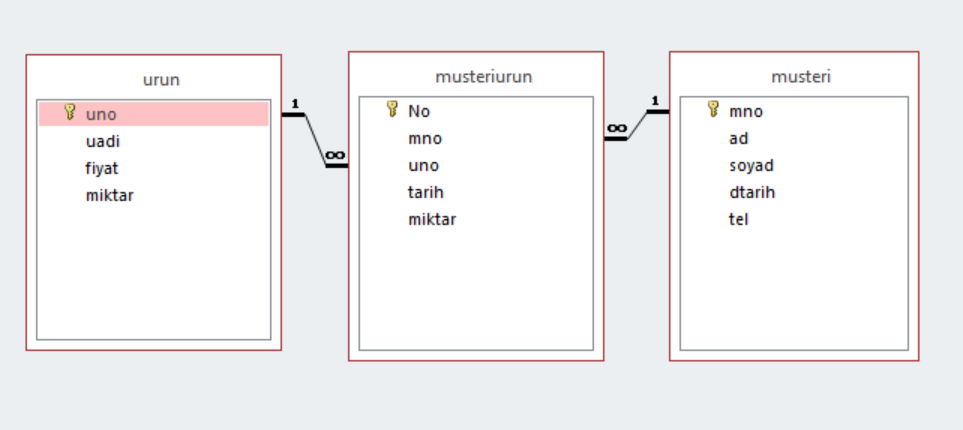 urun
uno
uadi
fiyat
miktar
1
∞
musteriurun
No
mno
uno
tarih
miktar
∞
1
musteri
mno
ad
soyad
dtarih
tel